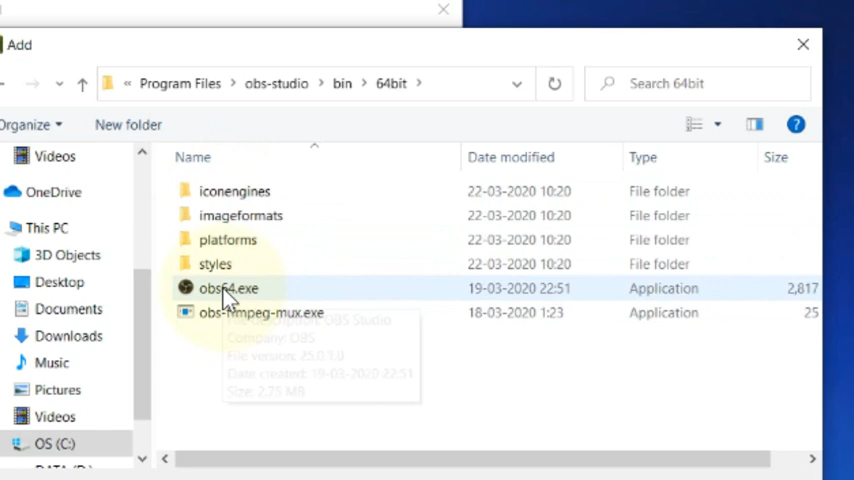 Add
« Program Files > obs-studio > bin > 64bit >
Search 64bit
Organize
New folder
?
Name
Date modified
Type
Size
Videos
OneDrive
This PC
3D Objects
Desktop
Documents
Downloads
Music
Pictures
Videos
OS (C:)
DATA (D:)
iconengines 22-03-2020 10:20 File folder
imageformats 22-03-2020 10:20 File folder
platforms 22-03-2020 10:20 File folder
styles 22-03-2020 10:20 File folder
obs64.exe 19-03-2020 22:51 Application 2,817
obs-ffmpeg-mux.exe 18-03-2020 1:23 Application 25
File description: OBS Studio
Company: OBS
File version: 25.0.1.0
Date created: 19-03-2020 22:51
Size: 2.75 MB